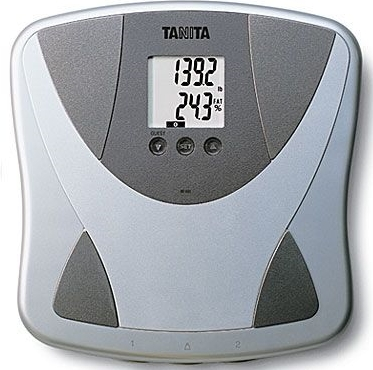 TANITA
139.2 lb
24.3 FAT %
GUEST
SET
1 2